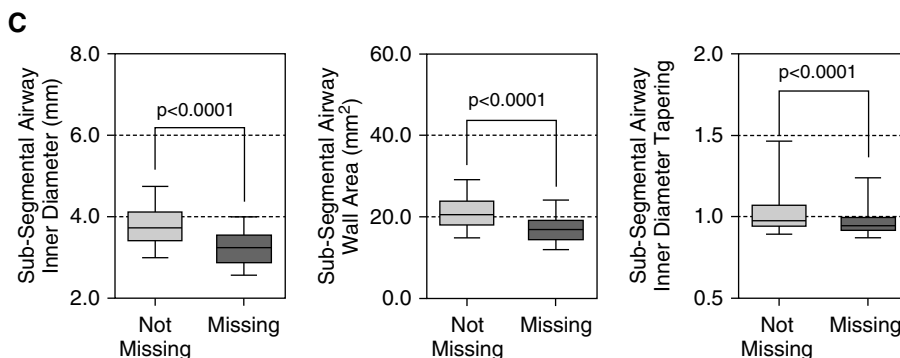 C
Sub-Segmental Airway
Inner Diameter (mm)
8.0
6.0
4.0
2.0
p<0.0001
Not
Missing
Missing
Sub-Segmental Airway
Wall Area (mm²)
60.0
40.0
20.0
0.0
p<0.0001
Not
Missing
Missing
Sub-Segmental Airway
Inner Diameter Tapering
2.0
1.5
1.0
0.5
p<0.0001
Not
Missing
Missing